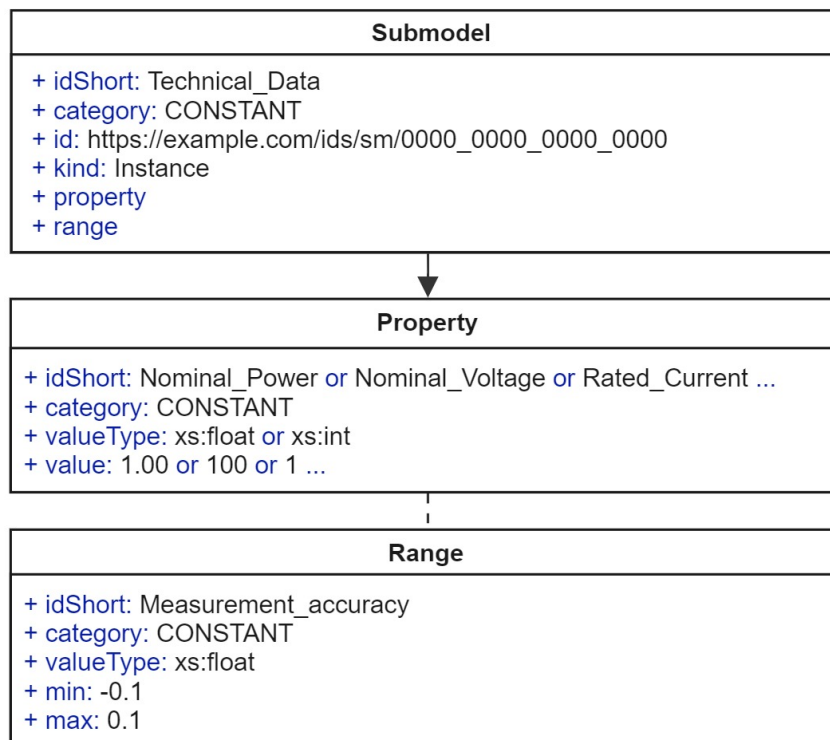 Submodel
+ idShort: Technical_Data
+ category: CONSTANT
+ id: https://example.com/ids/sm/0000_0000_0000_0000
+ kind: Instance
+ property
+ range
Property
+ idShort: Nominal_Power or Nominal_Voltage or Rated_Current ...
+ category: CONSTANT
+ valueType: xs:float or xs:int
+ value: 1.00 or 100 or 1 ...
Range
+ idShort: Measurement_accuracy
+ category: CONSTANT
+ valueType: xs:float
+ min: -0.1
+ max: 0.1